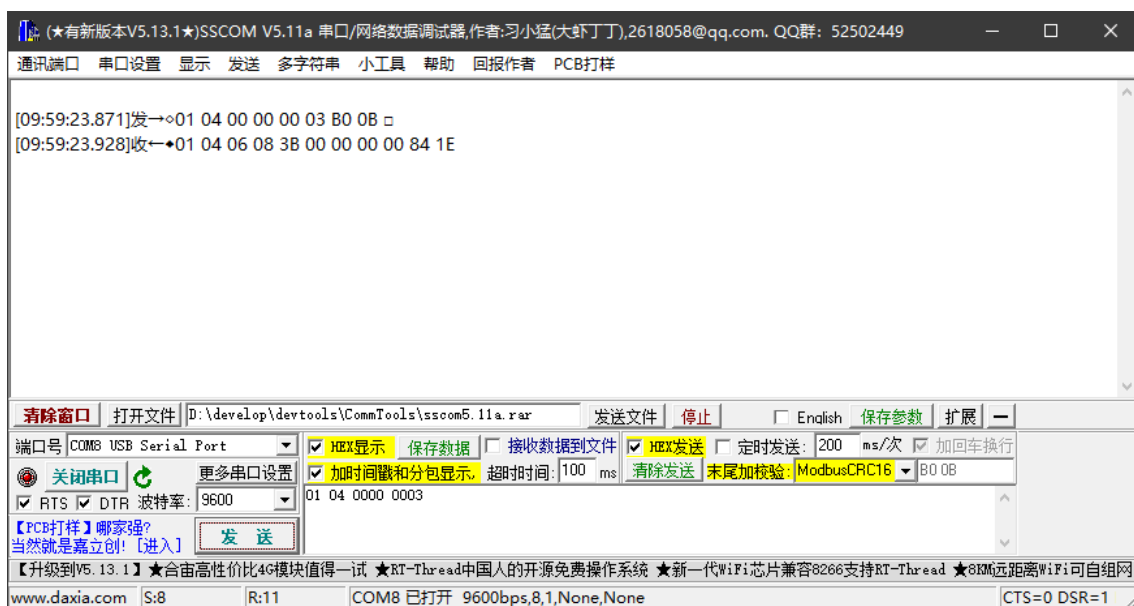 (★有新版本V5.13.1★)SSCOM V5.11a 串口/网络数据调试器,作者:习小猛(大虾丁丁),2618058@qq.com. QQ群: 52502449
通讯端口 串口设置 显示 发送 多字符串 小工具 帮助 回报作者 PCB打样
[09:59:23.871]发→◇01 04 00 00 00 03 B0 0B □
[09:59:23.928]收←◆01 04 06 08 3B 00 00 00 00 84 1E
清除窗口 打开文件 D:\develop\devtools\CommTools\sscom5.11a.rar 发送文件 停止 English 保存参数 扩展 —
端口号 COM8 USB Serial Port HEX显示 保存数据 接收数据到文件 HEX发送 定时发送: 200 ms/次 加回车换行
关闭串口 更多串口设置 加时间戳和分包显示, 超时时间: 100 ms 清除发送 末尾加校验: ModbusCRC16 B0 0B
RTS DTR 波特率: 9600 01 04 0000 0003
【PCB打样】哪家强?
当然就是嘉立创! [进入] 发 送
【升级到V5.13.1】★合宙高性价比4G模块值得一试 ★RT-Thread中国人的开源免费操作系统 ★新一代WiFi芯片兼容8266支持RT-Thread ★8KM远距离WiFi可自组网
www.daxia.com S:8 R:11 COM8 已打开 9600bps,8,1,None,None CTS=0 DSR=1